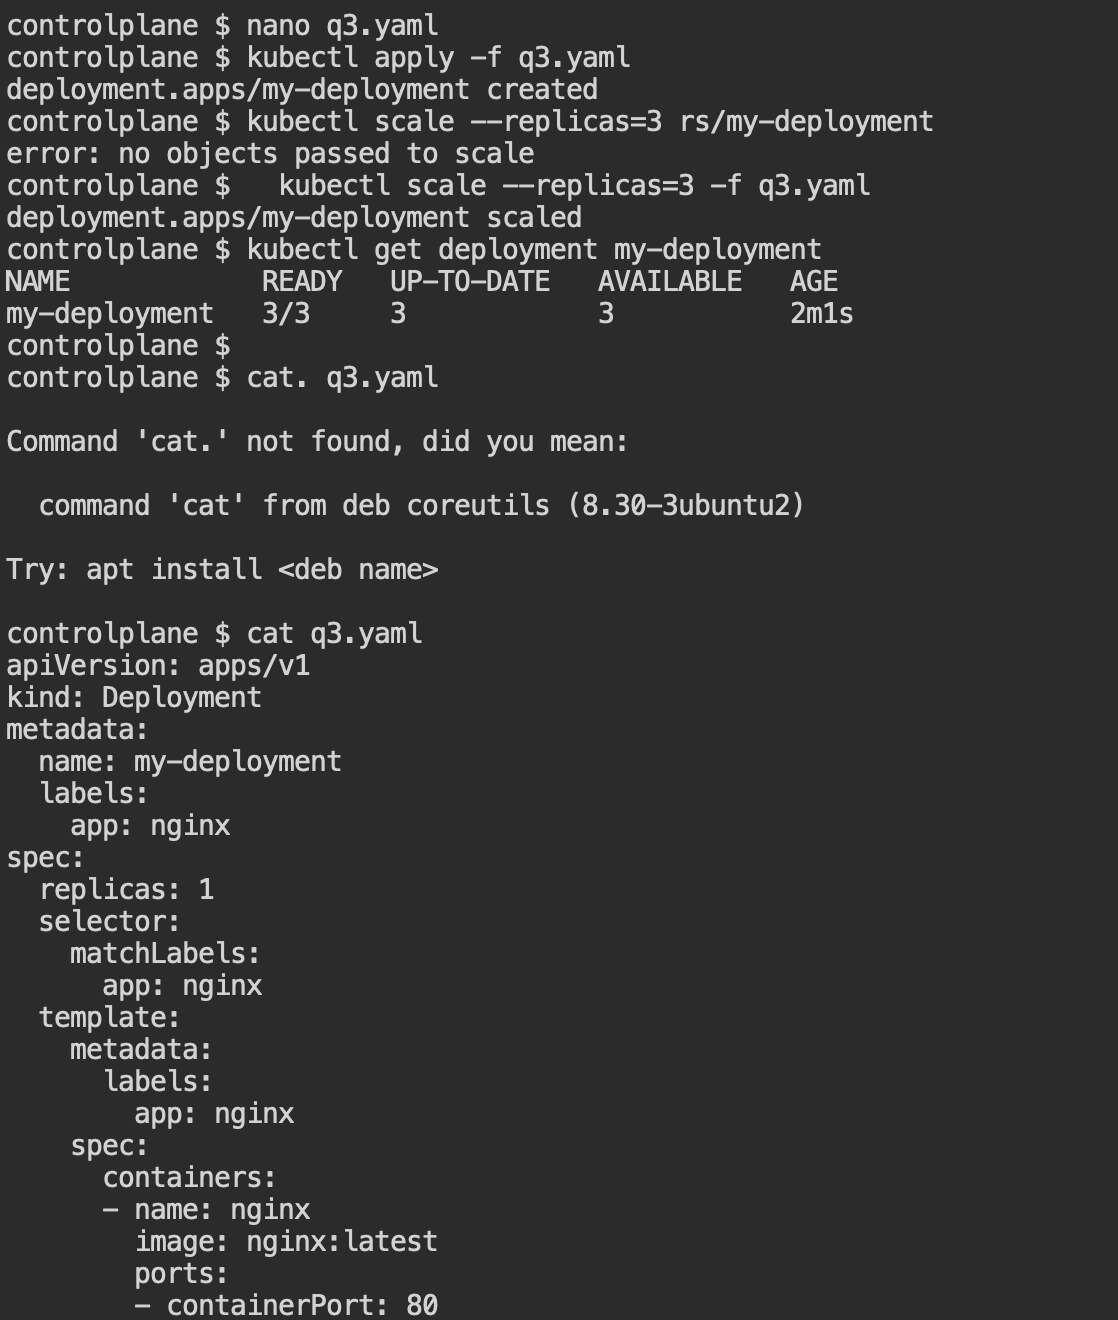 controlplane $ nano q3.yaml
controlplane $ kubectl apply -f q3.yaml
deployment.apps/my-deployment created
controlplane $ kubectl scale --replicas=3 rs/my-deployment
error: no objects passed to scale
controlplane $   kubectl scale --replicas=3 -f q3.yaml
deployment.apps/my-deployment scaled
controlplane $ kubectl get deployment my-deployment
NAME            READY   UP-TO-DATE   AVAILABLE   AGE
my-deployment   3/3     3            3           2m1s
controlplane $
controlplane $ cat. q3.yaml

Command 'cat.' not found, did you mean:

  command 'cat' from deb coreutils (8.30-3ubuntu2)

Try: apt install <deb name>

controlplane $ cat q3.yaml
apiVersion: apps/v1
kind: Deployment
metadata:
  name: my-deployment
  labels:
    app: nginx
spec:
  replicas: 1
  selector:
    matchLabels:
      app: nginx
  template:
    metadata:
      labels:
        app: nginx
    spec:
      containers:
      - name: nginx
        image: nginx:latest
        ports:
        - containerPort: 80